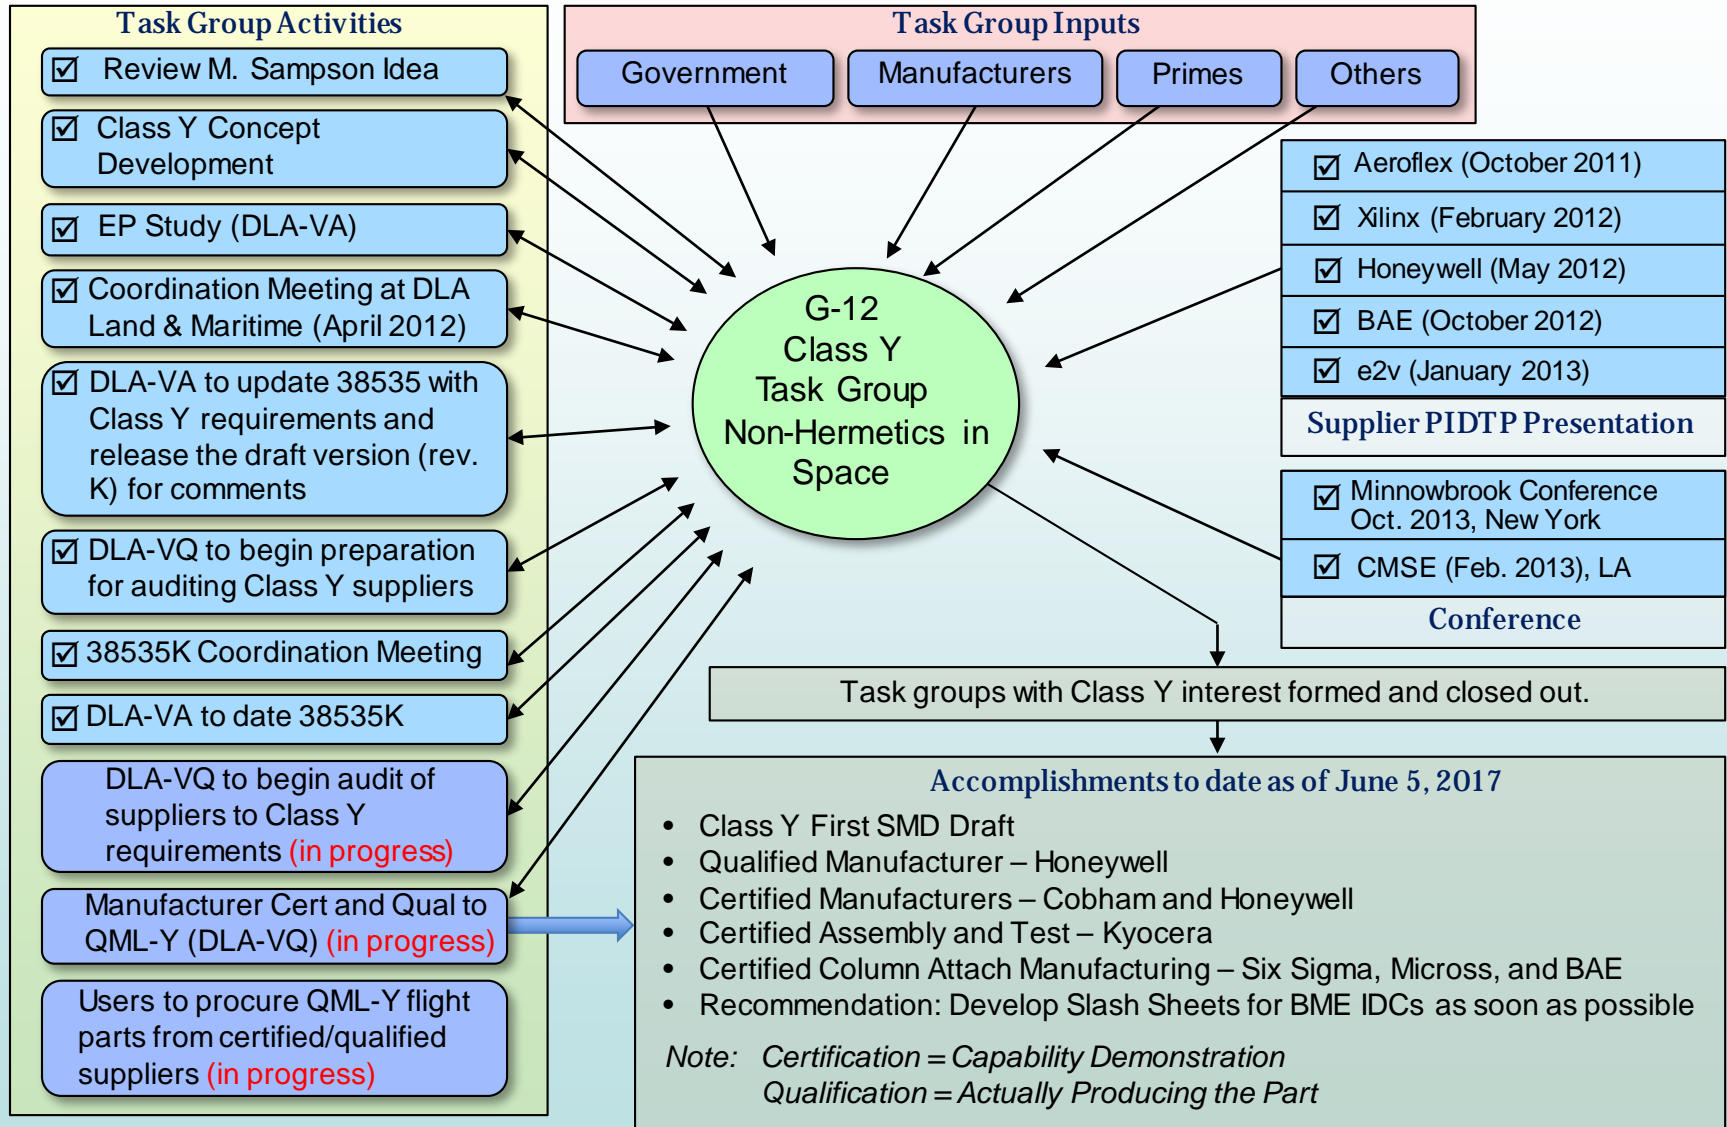 Task Group Activities
☑ Review M. Sampson Idea
☑ Class Y Concept
Development
☑ EP Study (DLA-VA)
☑ Coordination Meeting at DLA
Land & Maritime (April 2012)
☑ DLA-VA to update 38535 with
Class Y requirements and
release the draft version (rev.
K) for comments
☑ DLA-VQ to begin preparation
for auditing Class Y suppliers
☑ 38535K Coordination Meeting
☑ DLA-VA to date 38535K
DLA-VQ to begin audit of
suppliers to Class Y
requirements (in progress)
Manufacturer Cert and Qual to
QML-Y (DLA-VQ) (in progress)
Users to procure QML-Y flight
parts from certified/qualified
suppliers (in progress)
Task Group Inputs
Government
Manufacturers
Primes
Others
G-12
Class Y
Task Group
Non-Hermetics in
Space
☑ Aeroflex (October 2011)
☑ Xilinx (February 2012)
☑ Honeywell (May 2012)
☑ BAE (October 2012)
☑ e2v (January 2013)
Supplier PIDTP Presentation
☑ Minnowbrook Conference
Oct. 2013, New York
☑ CMSE (Feb. 2013), LA
Conference
Task groups with Class Y interest formed and closed out.
Accomplishments to date as of June 5, 2017
• Class Y First SMD Draft
• Qualified Manufacturer – Honeywell
• Certified Manufacturers – Cobham and Honeywell
• Certified Assembly and Test – Kyocera
• Certified Column Attach Manufacturing – Six Sigma, Micross, and BAE
• Recommendation: Develop Slash Sheets for BME IDCs as soon as possible
Note: Certification = Capability Demonstration
Qualification = Actually Producing the Part